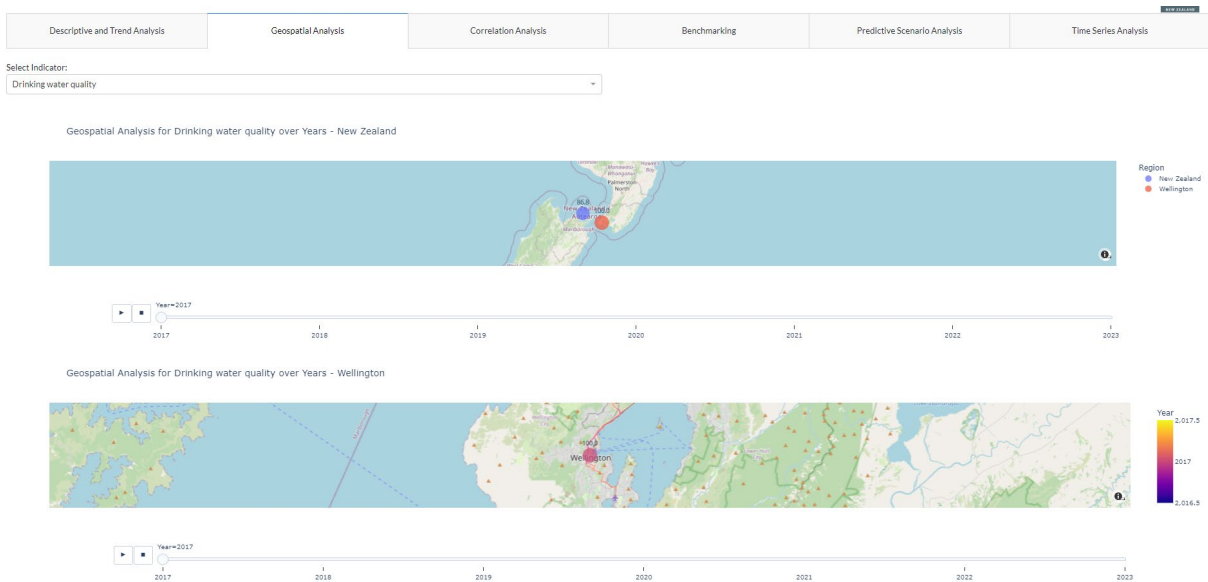 NEW ZEALAND
Descriptive and Trend Analysis
Geospatial Analysis
Correlation Analysis
Benchmarking
Predictive Scenario Analysis
Time Series Analysis
Select Indicator:
Drinking water quality
Geospatial Analysis for Drinking water quality over Years - New Zealand
Palmerston
North
Bay
86.8
100.0
Marlborough
Region
New Zealand
Wellington
Year=2017
2017 2018 2019 2020 2021 2022 2023
Geospatial Analysis for Drinking water quality over Years - Wellington
100.0
Wellington
Year
2,017.5
2017
2,016.5
Year=2017
2017 2018 2019 2020 2021 2022 2023